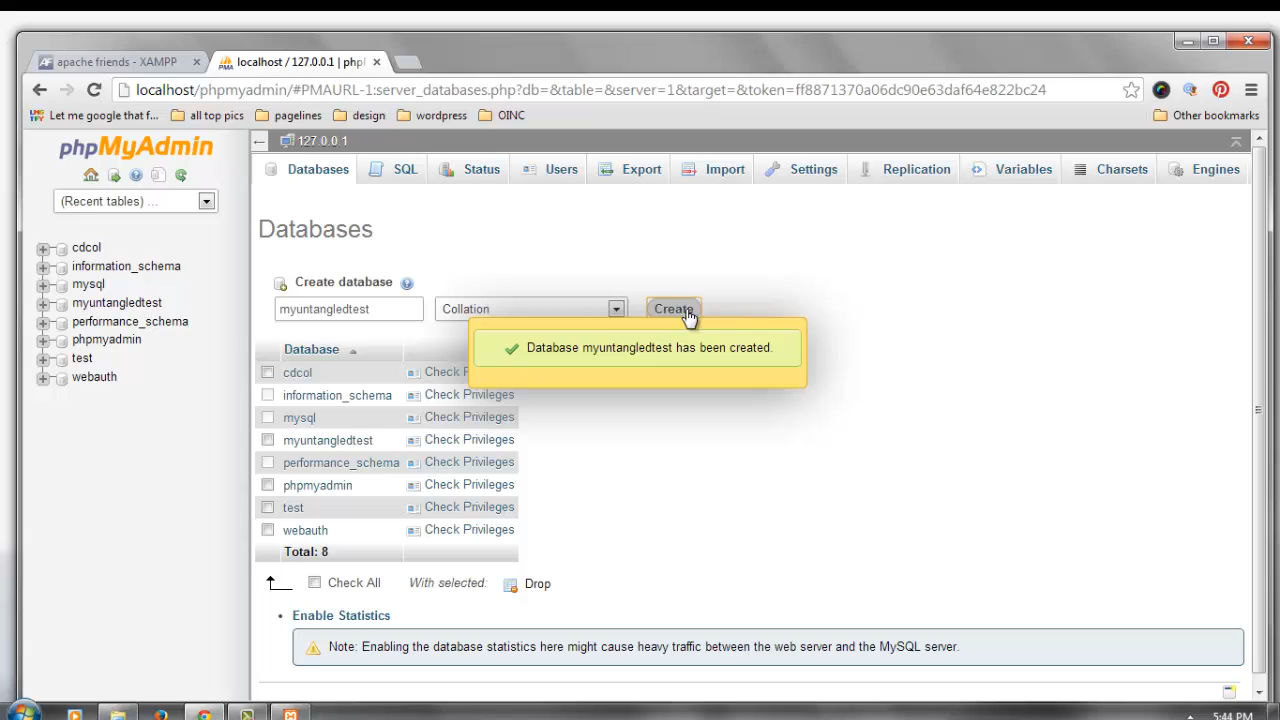 apache friends - XAMPP
localhost / 127.0.0.1 | phpl
localhost/phpmyadmin/#PMAURL-1:server_databases.php?db=&table=&server=1&target=&token=ff8871370a06dc90e63daf64e822bc24
Let me google that f... all top pics pagelines design wordpress OINC Other bookmarks
phpMyAdmin
127.0.0.1
Databases SQL Status Users Export Import Settings Replication Variables Charsets Engines
(Recent tables) ...
cdcol
information_schema
mysql
myuntangledtest
performance_schema
phpmyadmin
test
webauth
Databases
Create database
myuntangledtest Collation Create
Database myuntangledtest has been created.
Database
cdcol Check P
information_schema Check Privileges
mysql Check Privileges
myuntangledtest Check Privileges
performance_schema Check Privileges
phpmyadmin Check Privileges
test Check Privileges
webauth Check Privileges
Total: 8
Check All With selected: Drop
Enable Statistics
Note: Enabling the database statistics here might cause heavy traffic between the web server and the MySQL server.
5:44 PM